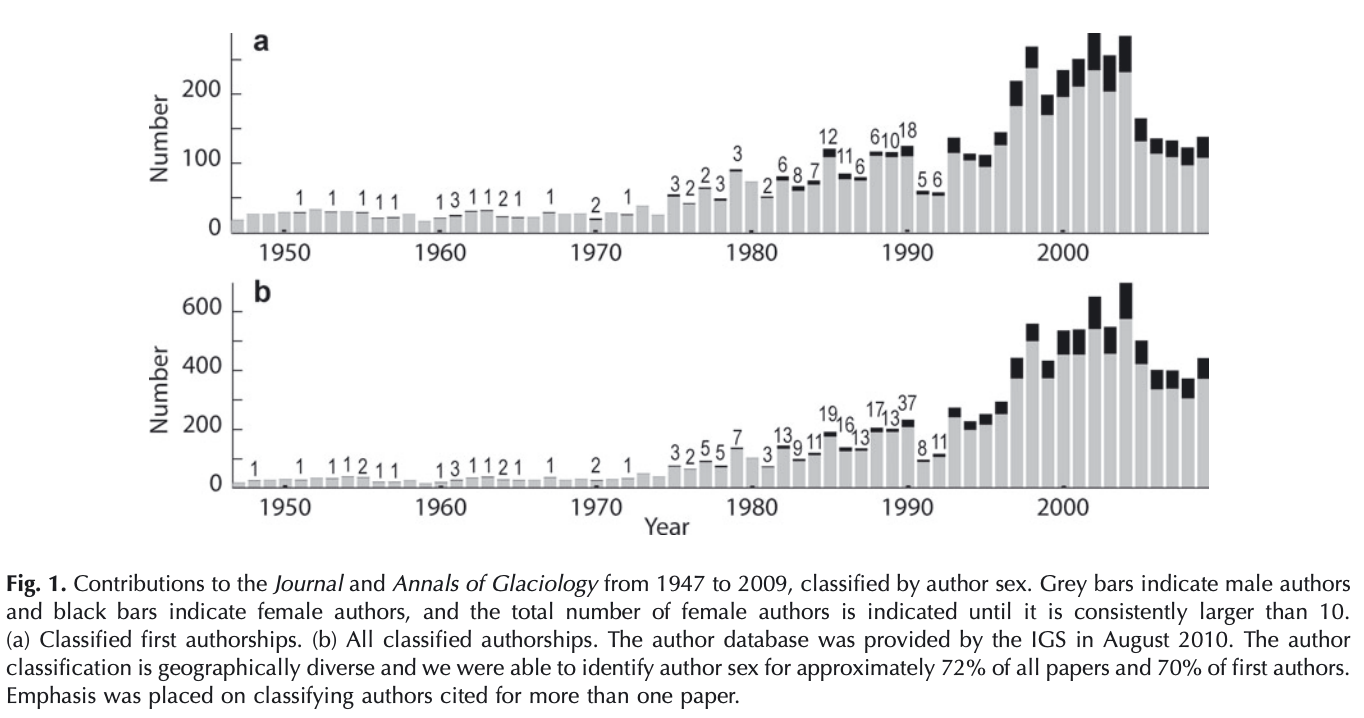 a
200
100
0
Number
1 1 1 1 1 1 3 1 1 2 1 1 2 1 3 2 2 3 3 2 6 8 7 12 11 6 6 10 18 5 6
1950 1960 1970 1980 1990 2000
b
600
400
200
0
Number
1 1 1 1 2 1 1 1 3 1 1 2 1 1 2 1 3 2 5 5 7 3 13 9 11 19 16 13 17 13 37 8 11
1950 1960 1970 1980 1990 2000
Year
Fig. 1. Contributions to the Journal and Annals of Glaciology from 1947 to 2009, classified by author sex. Grey bars indicate male authors
and black bars indicate female authors, and the total number of female authors is indicated until it is consistently larger than 10.
(a) Classified first authorships. (b) All classified authorships. The author database was provided by the IGS in August 2010. The author
classification is geographically diverse and we were able to identify author sex for approximately 72% of all papers and 70% of first authors.
Emphasis was placed on classifying authors cited for more than one paper.